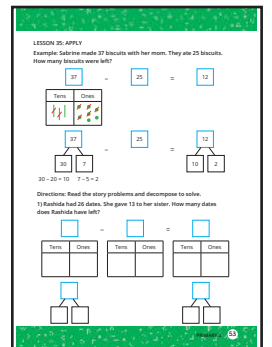 LESSON 35: APPLY
Example: Sabrine made 37 biscuits with her mom. They ate 25 biscuits.
How many biscuits were left?
37 – 25 = 12
Tens Ones
37 – 25 = 12
30 7 10 2
30 – 20 = 10 7 – 5 = 2
Directions: Read the story problems and decompose to solve.
1) Rashida had 26 dates. She gave 13 to her sister. How many dates
does Rashida have left?
– =
Tens Ones Tens Ones Tens Ones
PRIMARY 2 53